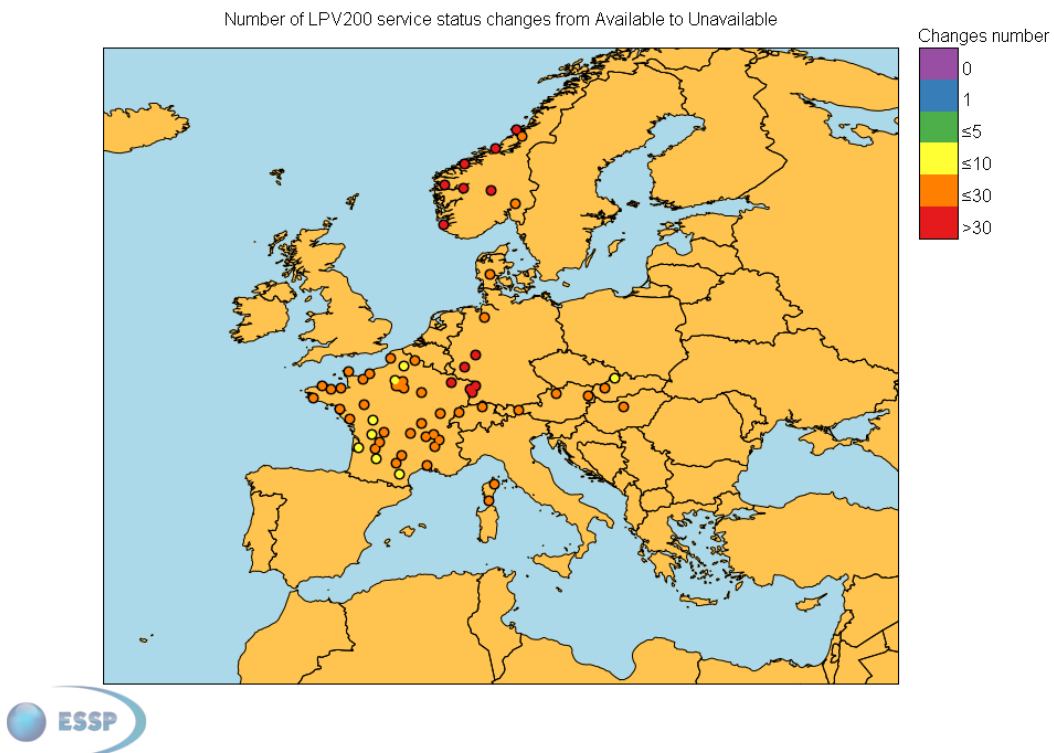 Number of LPV200 service status changes from Available to Unavailable
Changes number
0
1
≤5
≤10
≤30
>30
ESSP